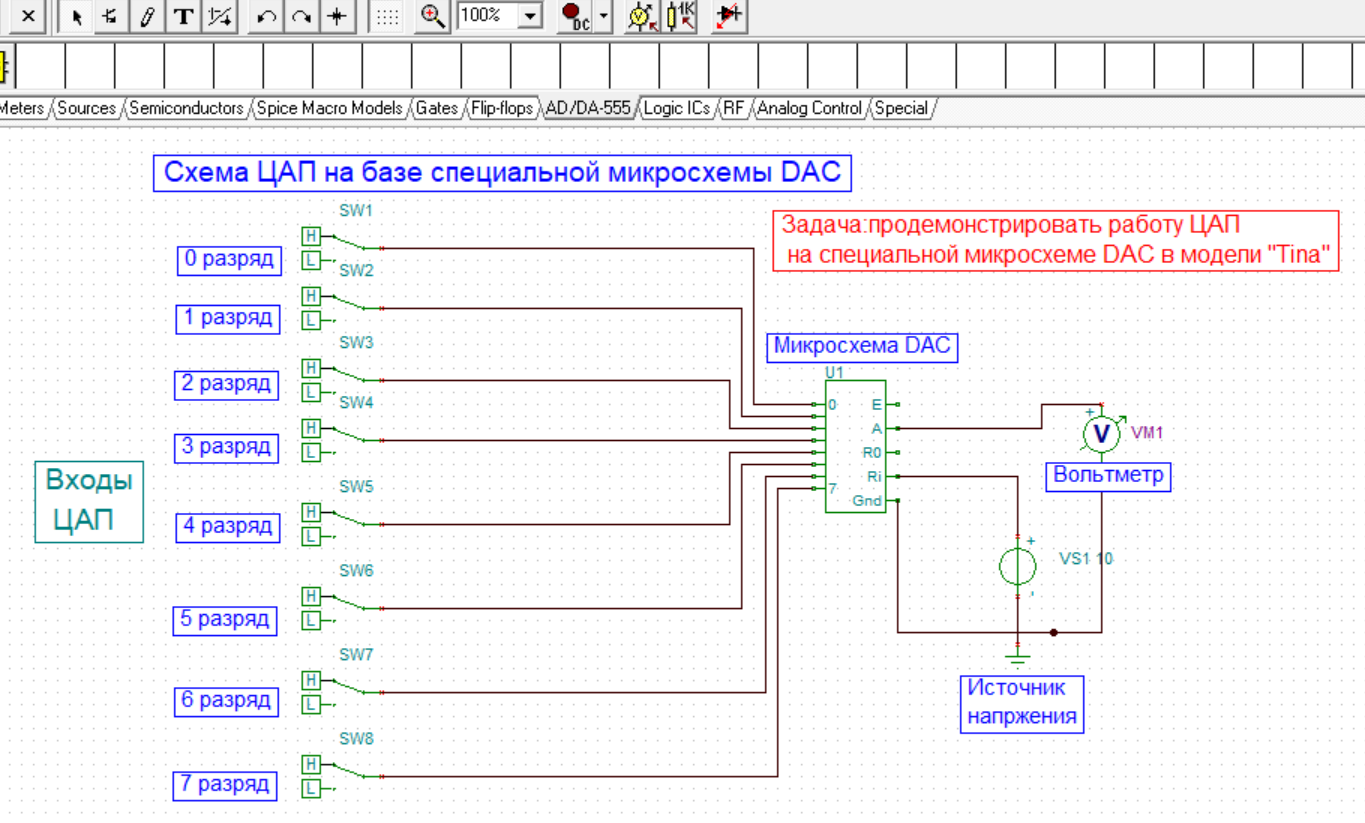 T
DC
100%
V
1K
Meters
Sources
Semiconductors
Spice Macro Models
Gates
Flip-flops
AD/DA-555
Logic ICs
RF
Analog Control
Special
Схема ЦАП на базе специальной микросхемы DAC
Задача:продемонстрировать работу ЦАП
на специальной микросхеме DAC в модели "Tina"
SW1
H
L
0 разряд
SW2
H
L
1 разряд
SW3
H
L
2 разряд
SW4
H
L
3 разряд
Входы
ЦАП
SW5
H
L
4 разряд
SW6
H
L
5 разряд
SW7
H
L
6 разряд
SW8
H
L
7 разряд
Микросхема DAC
U1
0 E
A
R0
Ri
7
Gnd
+
V
VM1
Вольтметр
+
VS1 10
Источник
напржения